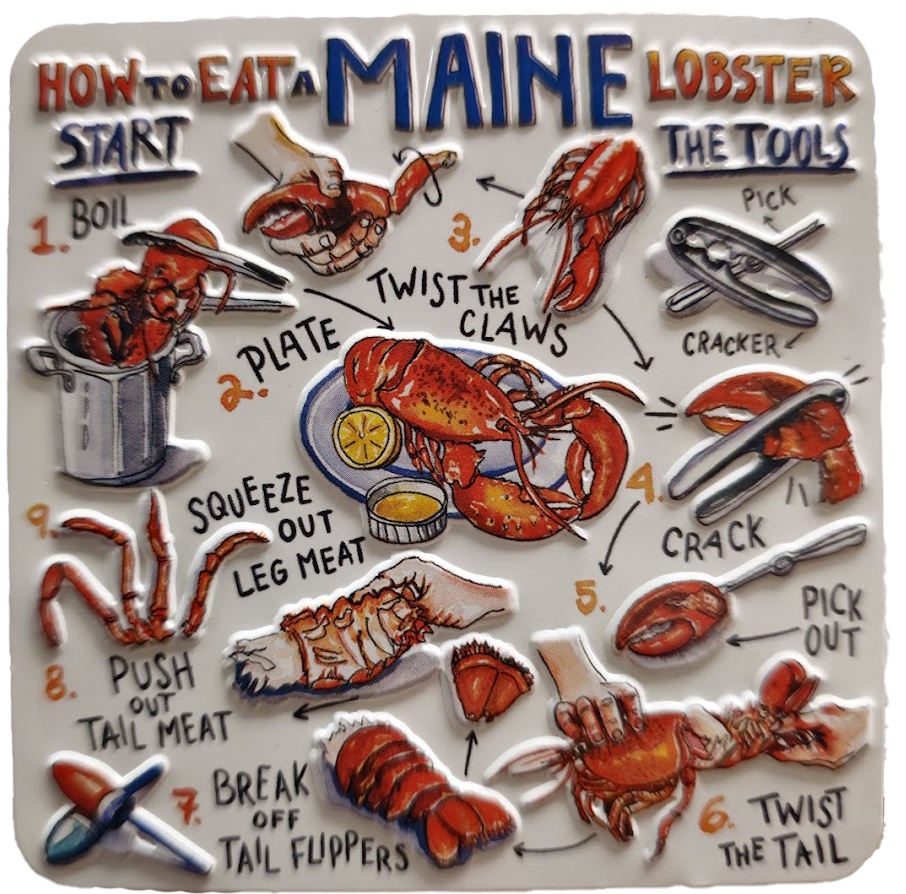 HOW TO EAT A MAINE LOBSTER
START
THE TOOLS
PICK
CRACKER
1. BOIL
2. PLATE
3.
TWIST THE
CLAWS
4.
CRACK
5.
PICK
OUT
6. TWIST
THE TAIL
7. BREAK
OFF
TAIL FLIPPERS
8. PUSH
OUT
TAIL MEAT
9.
SQUEEZE
OUT
LEG MEAT